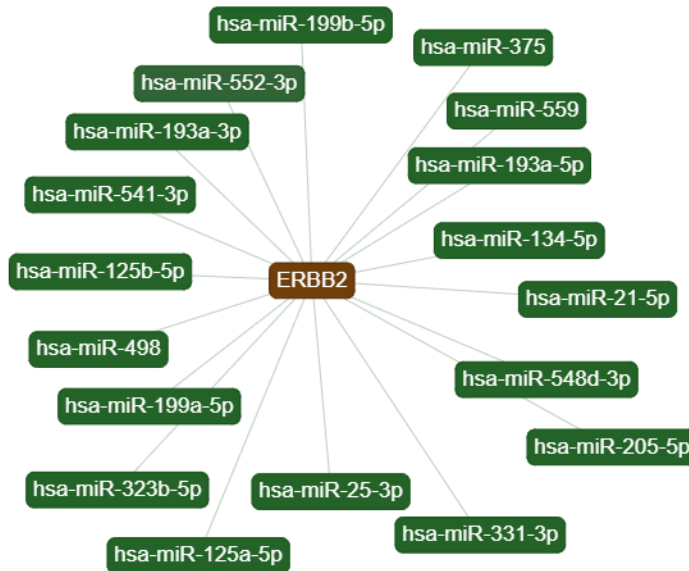 hsa-miR-199b-5p
hsa-miR-375
hsa-miR-552-3p
hsa-miR-559
hsa-miR-193a-3p
hsa-miR-193a-5p
hsa-miR-541-3p
hsa-miR-134-5p
hsa-miR-125b-5p
ERBB2
hsa-miR-21-5p
hsa-miR-498
hsa-miR-548d-3p
hsa-miR-199a-5p
hsa-miR-205-5p
hsa-miR-323b-5p
hsa-miR-25-3p
hsa-miR-331-3p
hsa-miR-125a-5p